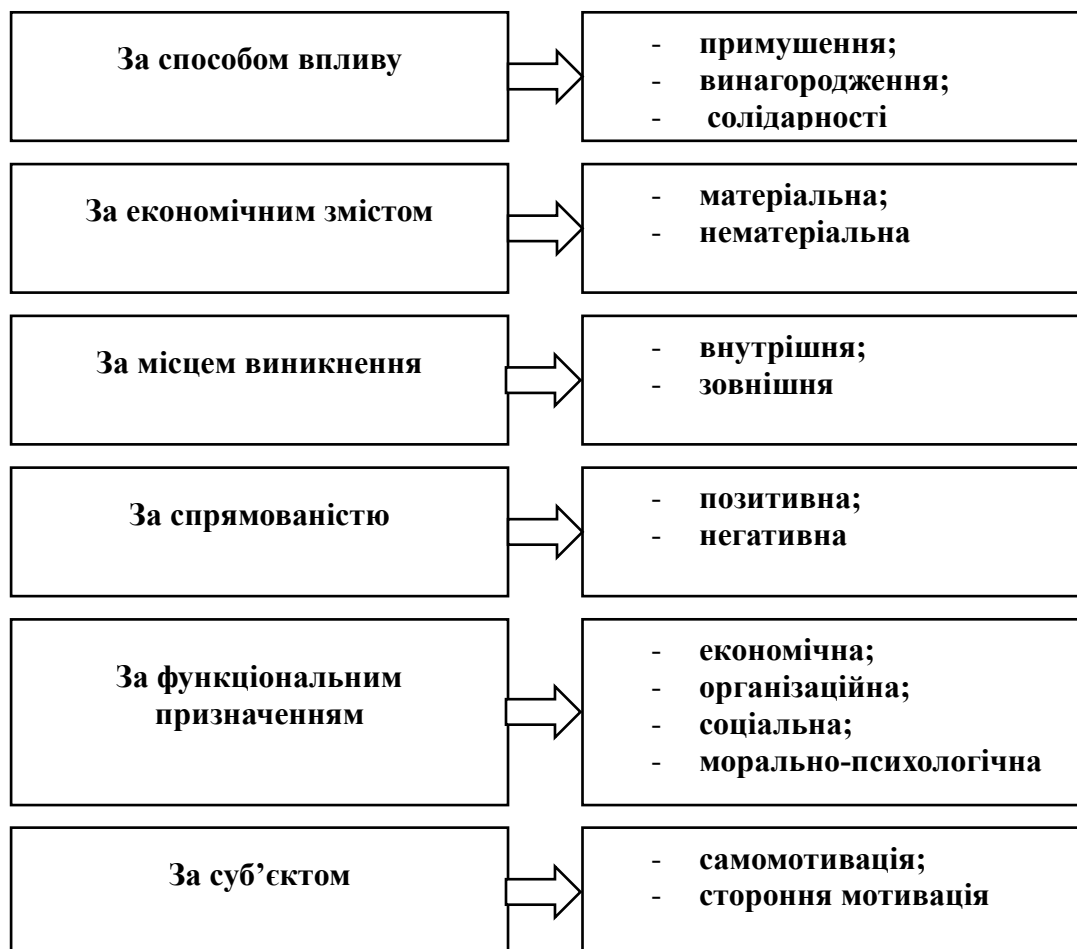 За способом впливу
- примушення;
- винагородження;
- солідарності
За економічним змістом
- матеріальна;
- нематеріальна
За місцем виникнення
- внутрішня;
- зовнішня
За спрямованістю
- позитивна;
- негативна
За функціональним
призначенням
- економічна;
- організаційна;
- соціальна;
- морально-психологічна
За суб’єктом
- самомотивація;
- стороння мотивація